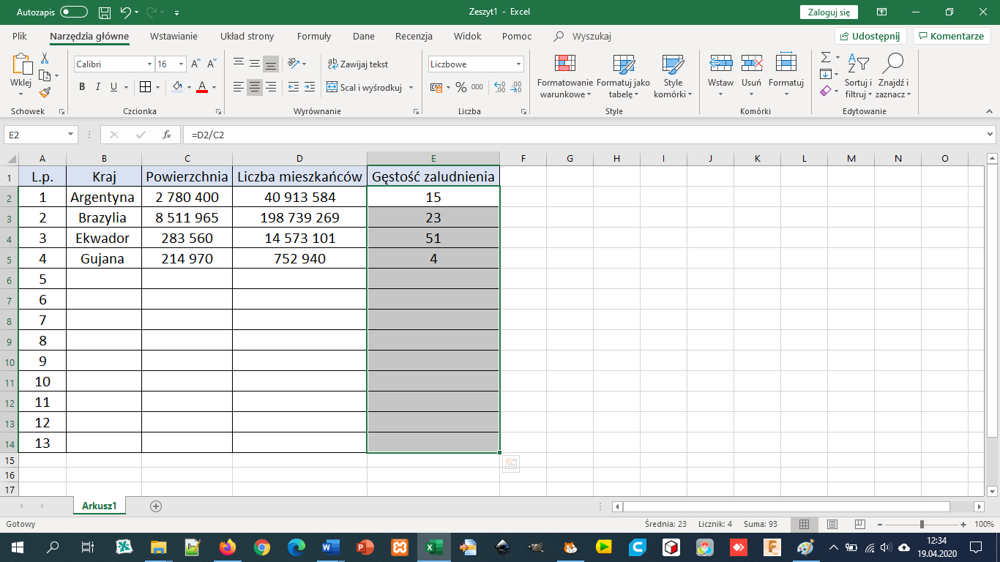 Autozapis
Zeszyt1 - Excel
Zaloguj się
Plik Narzędzia główne Wstawianie Układ strony Formuły Dane Recenzja Widok Pomoc Wyszukaj Udostępnij Komentarze
Wklej
Schowek
Calibri 16
B I U
Czcionka
Zawijaj tekst
Scal i wyśrodkuj
Wyrównanie
Liczbowe
% 000
Liczba
Formatowanie warunkowe
Formatuj jako tabelę
Style komórki
Style
Wstaw Usuń Formatuj
Komórki
Sortuj i filtruj
Znajdź i zaznacz
Edytowanie
E2 fx =D2/C2
A B C D E F G H I J K L M N O
1 L.p. Kraj Powierzchnia Liczba mieszkańców Gęstość zaludnienia
2 1 Argentyna 2 780 400 40 913 584 15
3 2 Brazylia 8 511 965 198 739 269 23
4 3 Ekwador 283 560 14 573 101 51
5 4 Gujana 214 970 752 940 4
6 5
7 6
8 7
9 8
10 9
11 10
12 11
13 12
14 13
15
16
17
Arkusz1
Gotowy Średnia: 23 Licznik: 4 Suma: 93 100%
12:34
19.04.2020